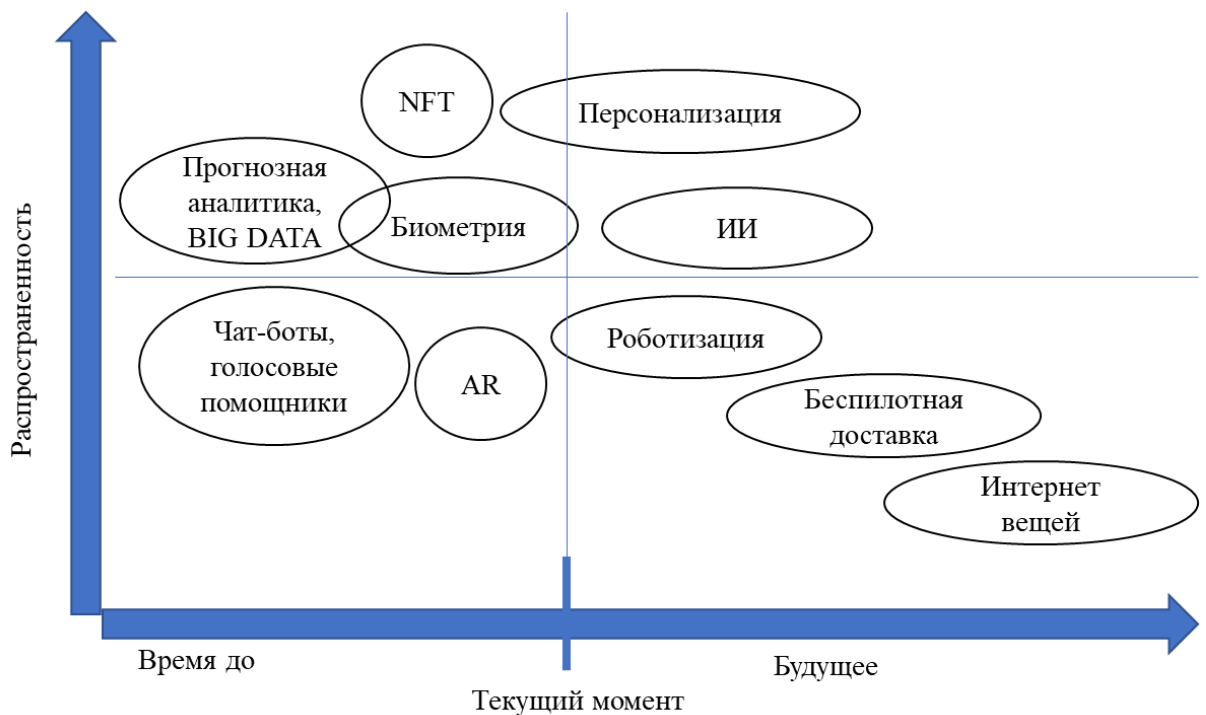 Распространенность
NFT
Персонализация
Прогнозная
аналитика,
BIG DATA
Биометрия
ИИ
Чат-боты,
голосовые
помощники
AR
Роботизация
Беспилотная
доставка
Интернет
вещей
Время до
Текущий момент
Будущее